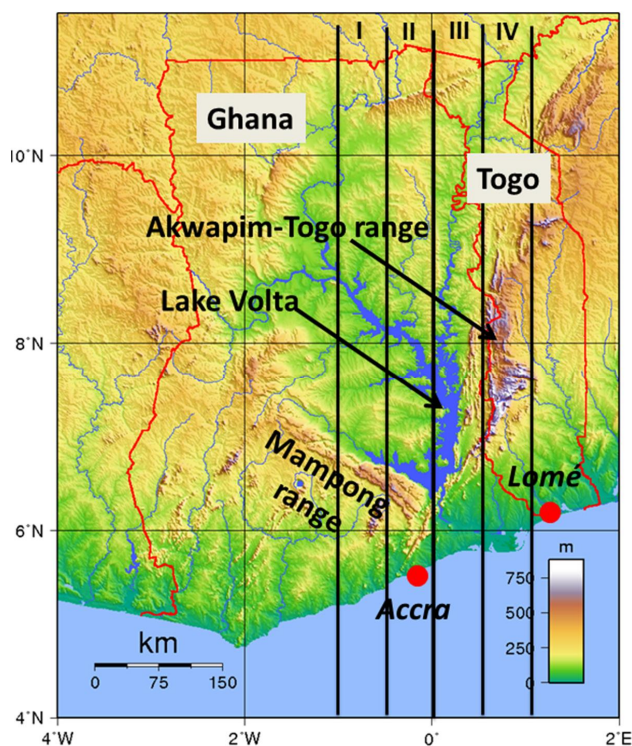 I II III IV
Ghana
10°N
Togo
Akwapim-Togo range
Lake Volta
8°N
Mampong
range
Lomé
6°N
m
750
500
250
0
Accra
km
0 75 150
4°N
4°W 2°W 0° 2°E